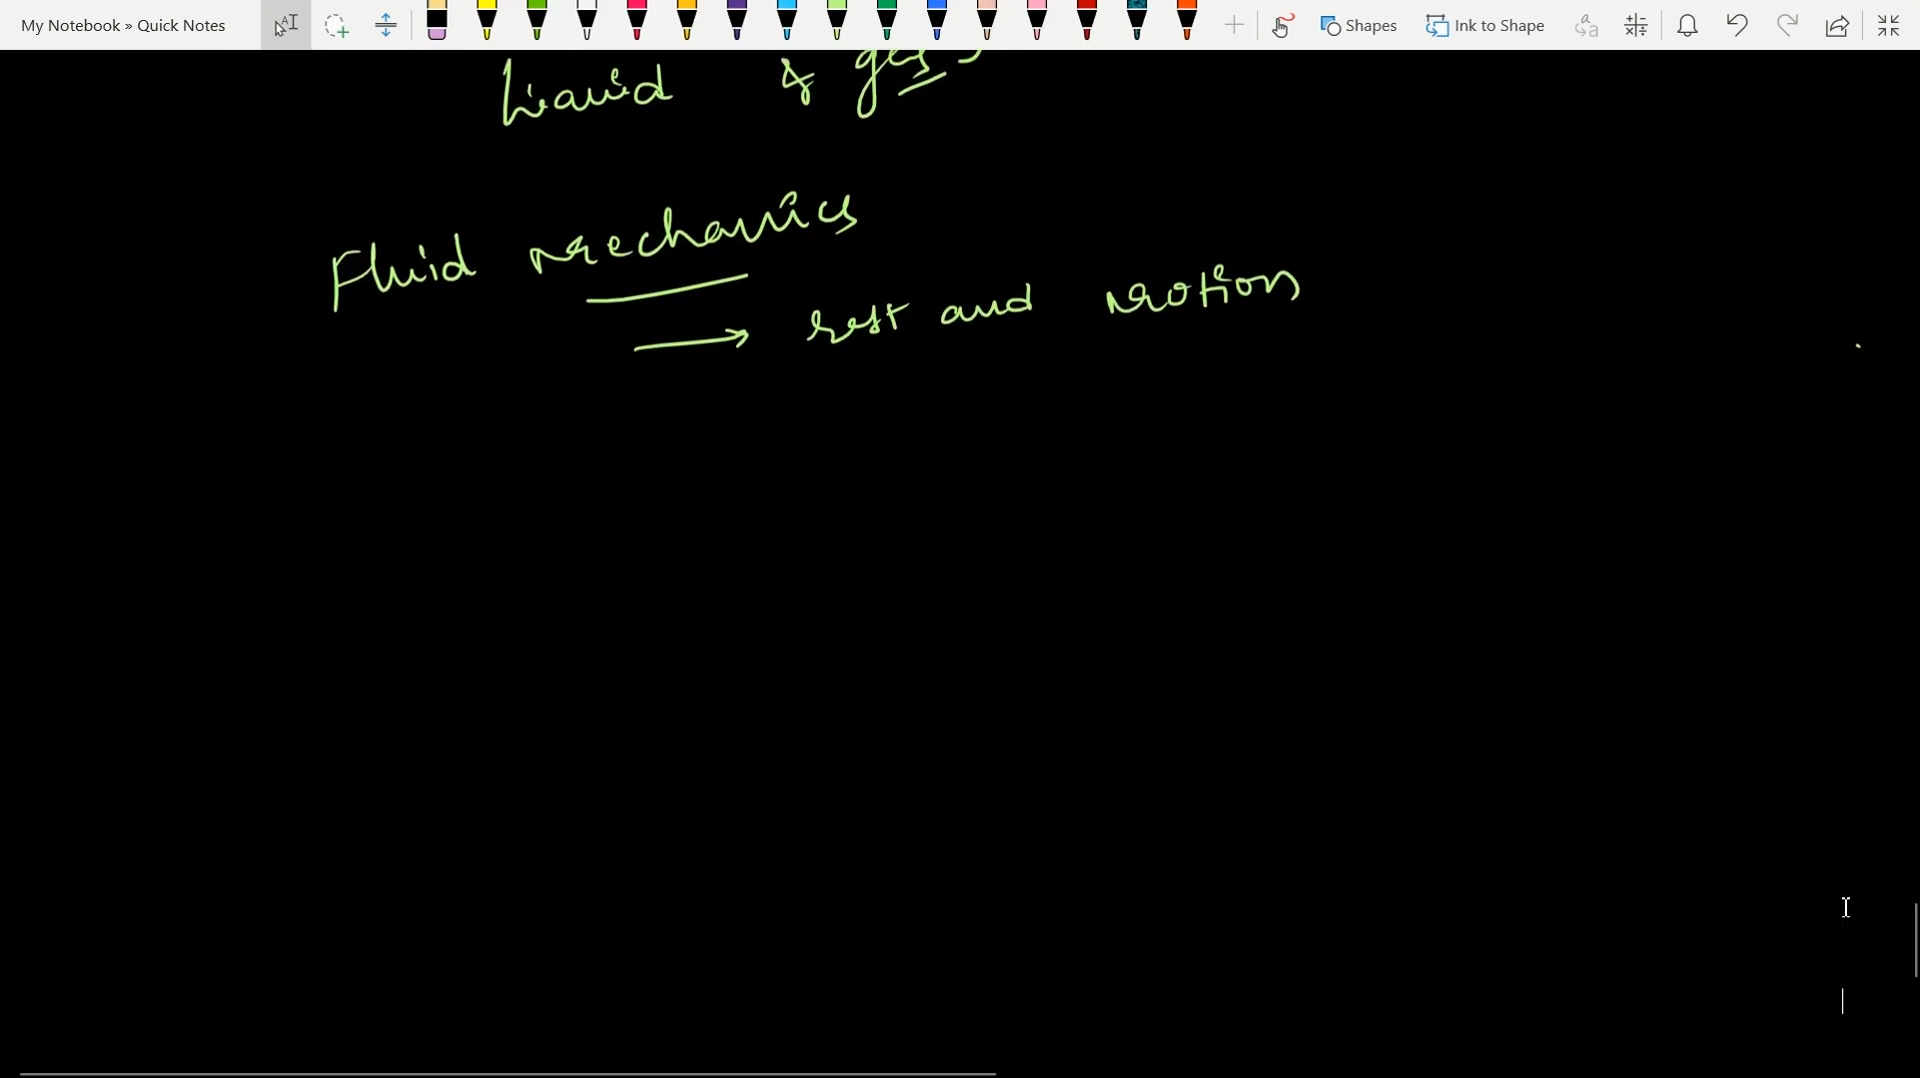 My Notebook » Quick Notes
Shapes
Ink to Shape
Liquid & gas
Fluid mechanics
→ rest and motion